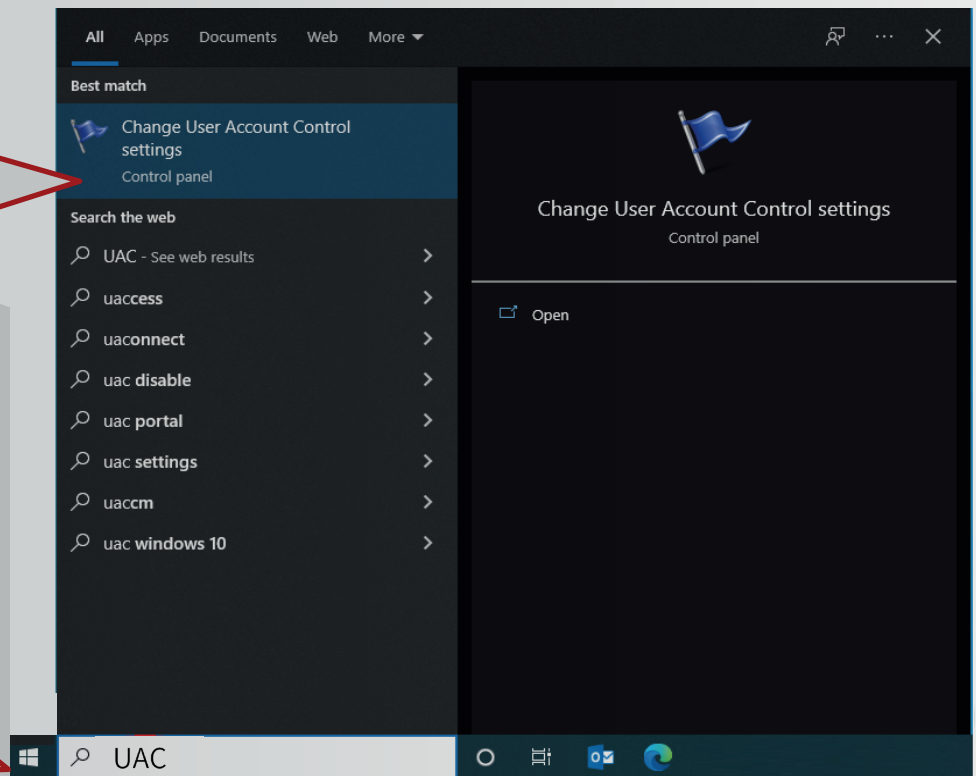 All Apps Documents Web More
Best match
Change User Account Control
settings
Control panel
Search the web
UAC - See web results
uaccess
uaconnect
uac disable
uac portal
uac settings
uaccm
uac windows 10
Change User Account Control settings
Control panel
Open
UAC